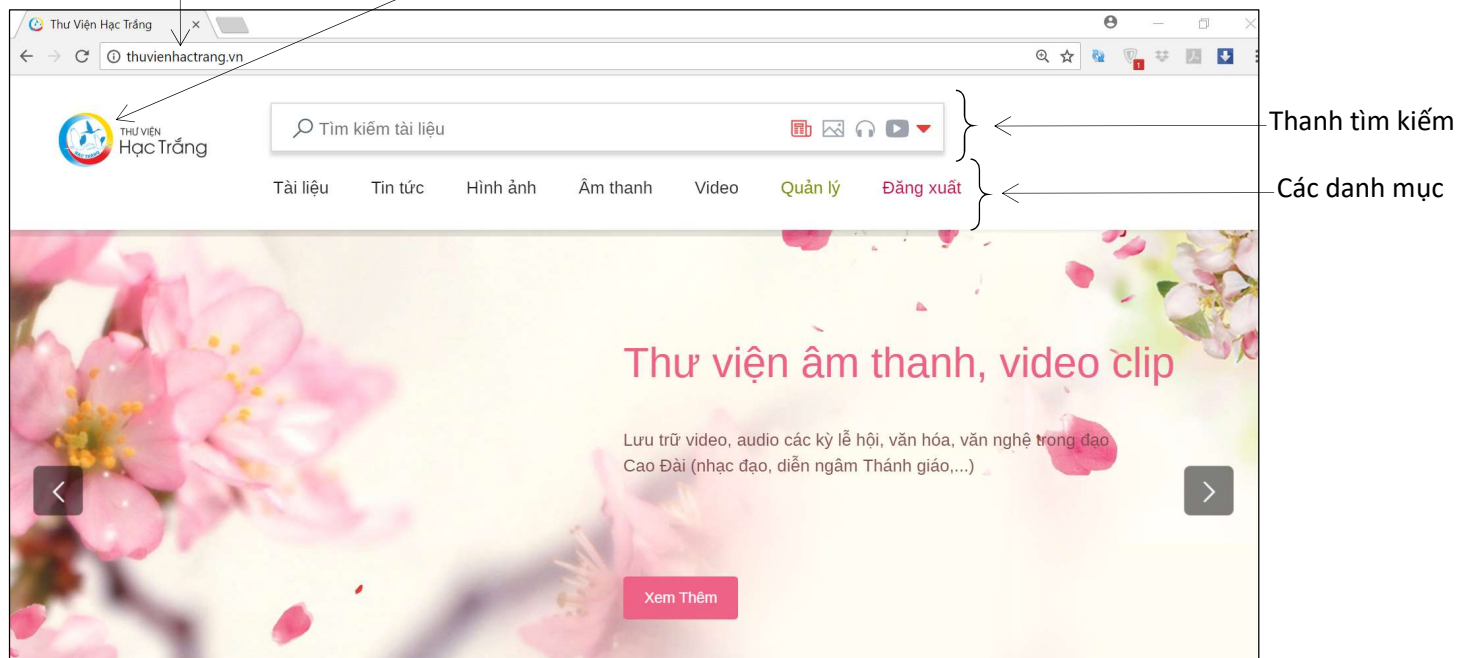 Thư Viện Hạc Trắng
thuvienhactrang.vn
1
THƯ VIỆN
Hạc Trắng
Tìm kiếm tài liệu
Thanh tìm kiếm
Tài liệu Tin tức Hình ảnh Âm thanh Video Quản lý Đăng xuất
Các danh mục
Thư viện âm thanh, video clip
Lưu trữ video, audio các kỳ lễ hội, văn hóa, văn nghệ trong đạo
Cao Đài (nhạc đạo, diễn ngâm Thánh giáo,...)
Xem Thêm